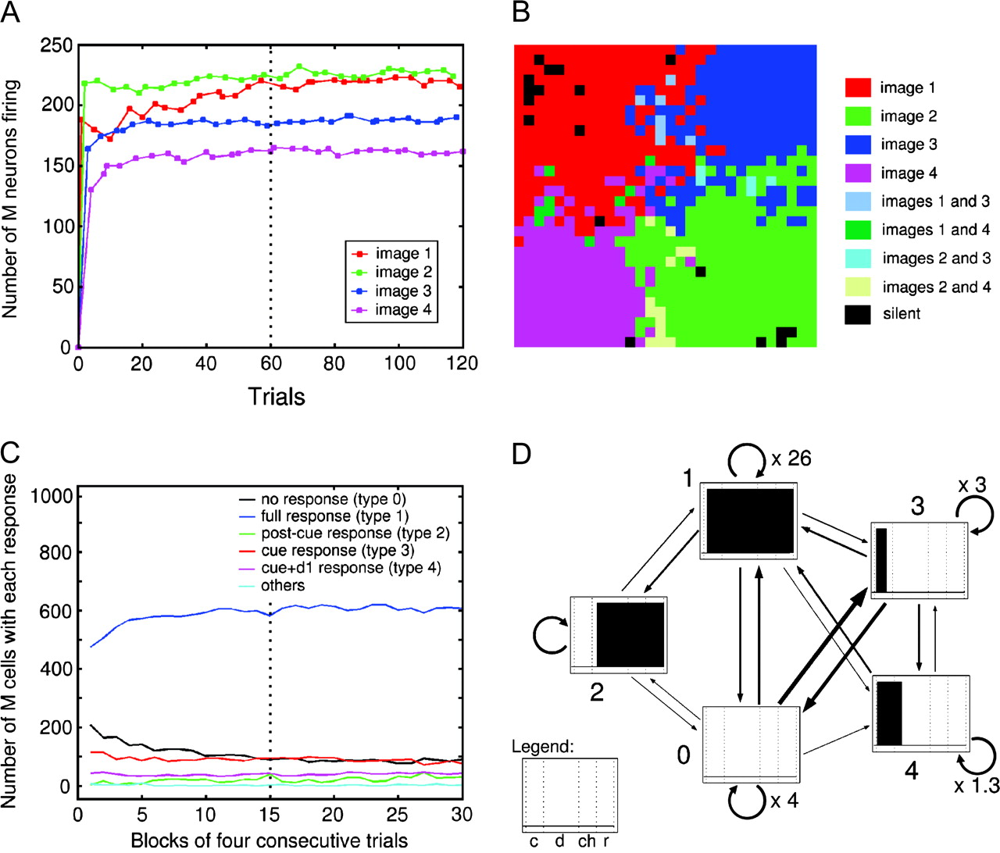 A
Number of M neurons firing
250
200
150
100
50
0
0 20 40 60 80 100 120
Trials
image 1
image 2
image 3
image 4
B
image 1
image 2
image 3
image 4
images 1 and 3
images 1 and 4
images 2 and 3
images 2 and 4
silent
C
Number of M cells with each response
1000
800
600
400
200
0
0 5 10 15 20 25 30
Blocks of four consecutive trials
no response (type 0)
full response (type 1)
post-cue response (type 2)
cue response (type 3)
cue+d1 response (type 4)
others
D
1
x 26
3
x 3
2
0
x 4
4
x 1.3
Legend:
c d ch r